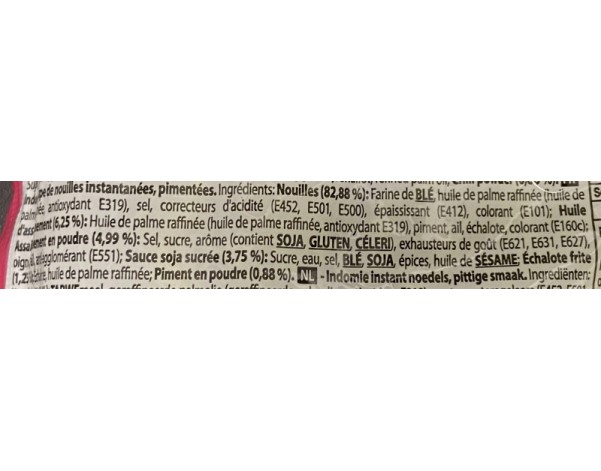 de nouilles instantanées, pimentées. Ingrédients: Nouilles (82,88 %): Farine de BLÉ, huile de palme raffinée (huile de
antioxydant E319), sel, correcteurs d'acidité (E452, E501, E500), épaississant (E412), colorant (E101); Huile
(6,25 %): Huile de palme raffinée (huile de palme raffinée, antioxydant E319), piment, ail, échalote, colorant (E160c);
en poudre (4,99 %): Sel, sucre, arôme (contient SOJA, GLUTEN, CÉLERI), exhausteurs de goût (E621, E631, E627),
(E551); Sauce soja sucrée (3,75 %): Sucre, eau, sel, BLÉ, SOJA, épices, huile de SÉSAME; Échalote frite
huile de palme raffinée; Piment en poudre (0,88 %). NL - Indomie instant noedels, pittige smaak. Ingrediënten: